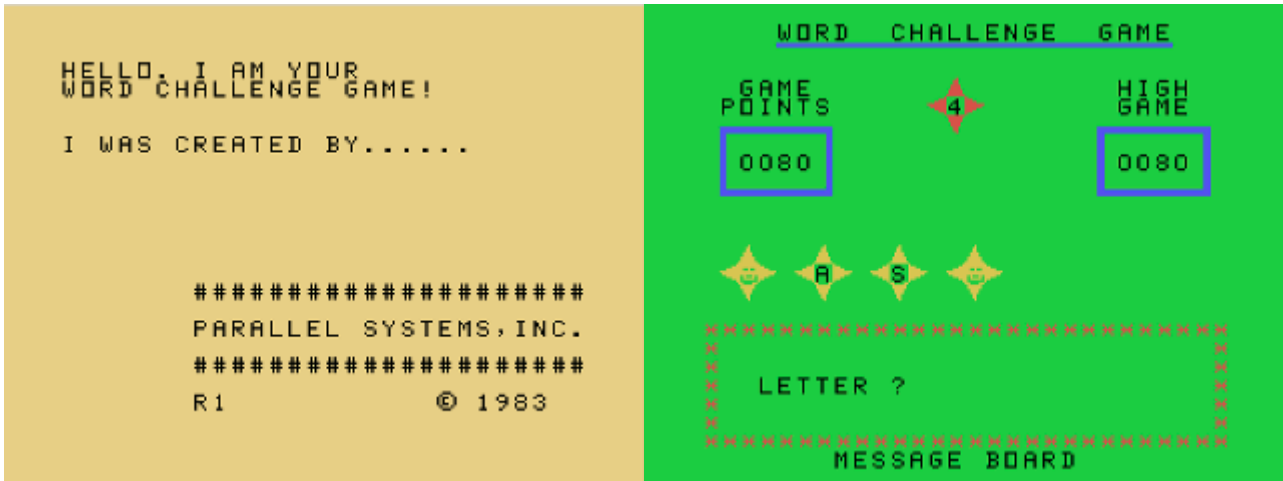 HELLO. I AM YOUR
WORD CHALLENGE GAME!
I WAS CREATED BY......
#####################
PARALLEL SYSTEMS,INC.
#####################
R1 © 1983
WORD CHALLENGE GAME
GAME POINTS
4
HIGH GAME
0080
0080
A S
LETTER ?
MESSAGE BOARD